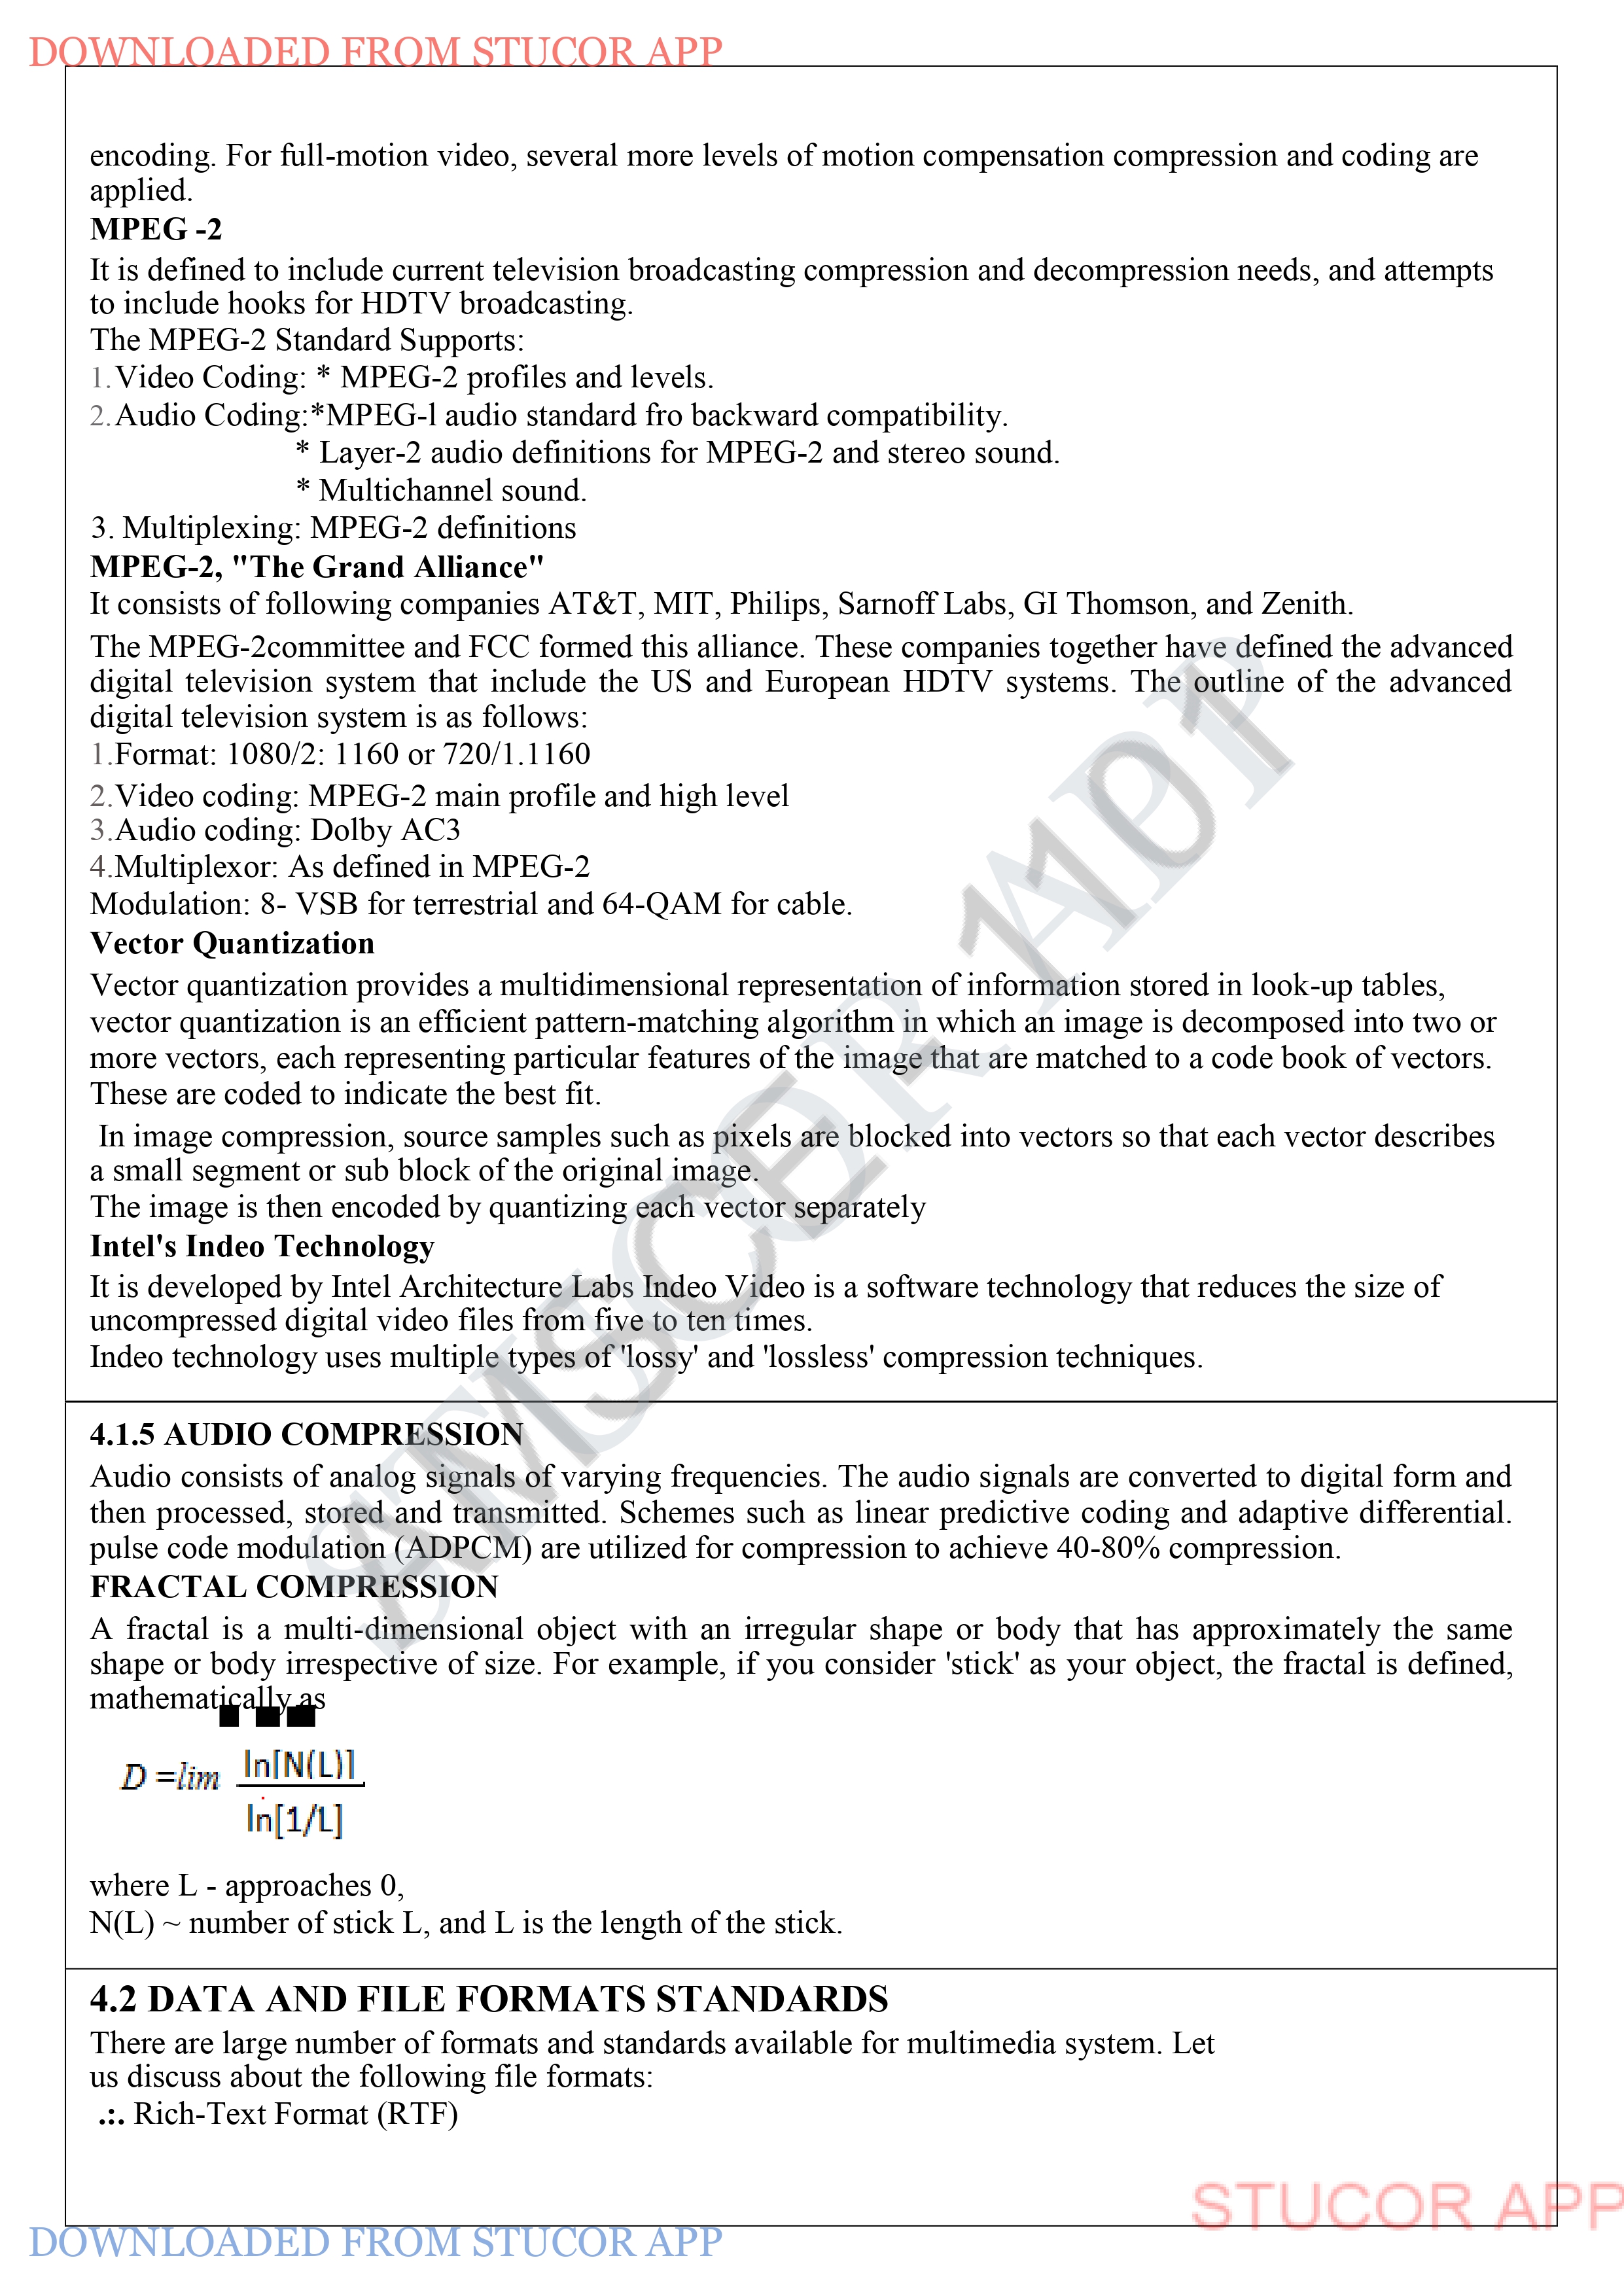 DOWNLOADED FROM STUCOR APP
encoding. For full-motion video, several more levels of motion compensation compression and coding are
applied.
MPEG -2
It is defined to include current television broadcasting compression and decompression needs, and attempts
to include hooks for HDTV broadcasting.
The MPEG-2 Standard Supports:
1.Video Coding: * MPEG-2 profiles and levels.
2.Audio Coding:*MPEG-l audio standard fro backward compatibility.
* Layer-2 audio definitions for MPEG-2 and stereo sound.
* Multichannel sound.
3. Multiplexing: MPEG-2 definitions
MPEG-2, "The Grand Alliance"
It consists of following companies AT&T, MIT, Philips, Sarnoff Labs, GI Thomson, and Zenith.
The MPEG-2committee and FCC formed this alliance. These companies together have defined the advanced
digital television system that include the US and European HDTV systems. The outline of the advanced
digital television system is as follows:
1.Format: 1080/2: 1160 or 720/1.1160
2.Video coding: MPEG-2 main profile and high level
3.Audio coding: Dolby AC3
4.Multiplexor: As defined in MPEG-2
Modulation: 8- VSB for terrestrial and 64-QAM for cable.
Vector Quantization
Vector quantization provides a multidimensional representation of information stored in look-up tables,
vector quantization is an efficient pattern-matching algorithm in which an image is decomposed into two or
more vectors, each representing particular features of the image that are matched to a code book of vectors.
These are coded to indicate the best fit.
In image compression, source samples such as pixels are blocked into vectors so that each vector describes
a small segment or sub block of the original image.
The image is then encoded by quantizing each vector separately
Intel's Indeo Technology
It is developed by Intel Architecture Labs Indeo Video is a software technology that reduces the size of
uncompressed digital video files from five to ten times.
Indeo technology uses multiple types of 'lossy' and 'lossless' compression techniques.
4.1.5 AUDIO COMPRESSION
Audio consists of analog signals of varying frequencies. The audio signals are converted to digital form and
then processed, stored and transmitted. Schemes such as linear predictive coding and adaptive differential.
pulse code modulation (ADPCM) are utilized for compression to achieve 40-80% compression.
FRACTAL COMPRESSION
A fractal is a multi-dimensional object with an irregular shape or body that has approximately the same
shape or body irrespective of size. For example, if you consider 'stick' as your object, the fractal is defined,
mathematically as
D =lim ln[N(L)]
ln[1/L]
where L - approaches 0,
N(L) ~ number of stick L, and L is the length of the stick.
4.2 DATA AND FILE FORMATS STANDARDS
There are large number of formats and standards available for multimedia system. Let
us discuss about the following file formats:
.:. Rich-Text Format (RTF)
STUCOR APP
AMSCE-1101
STUCOR APP
DOWNLOADED FROM STUCOR APP